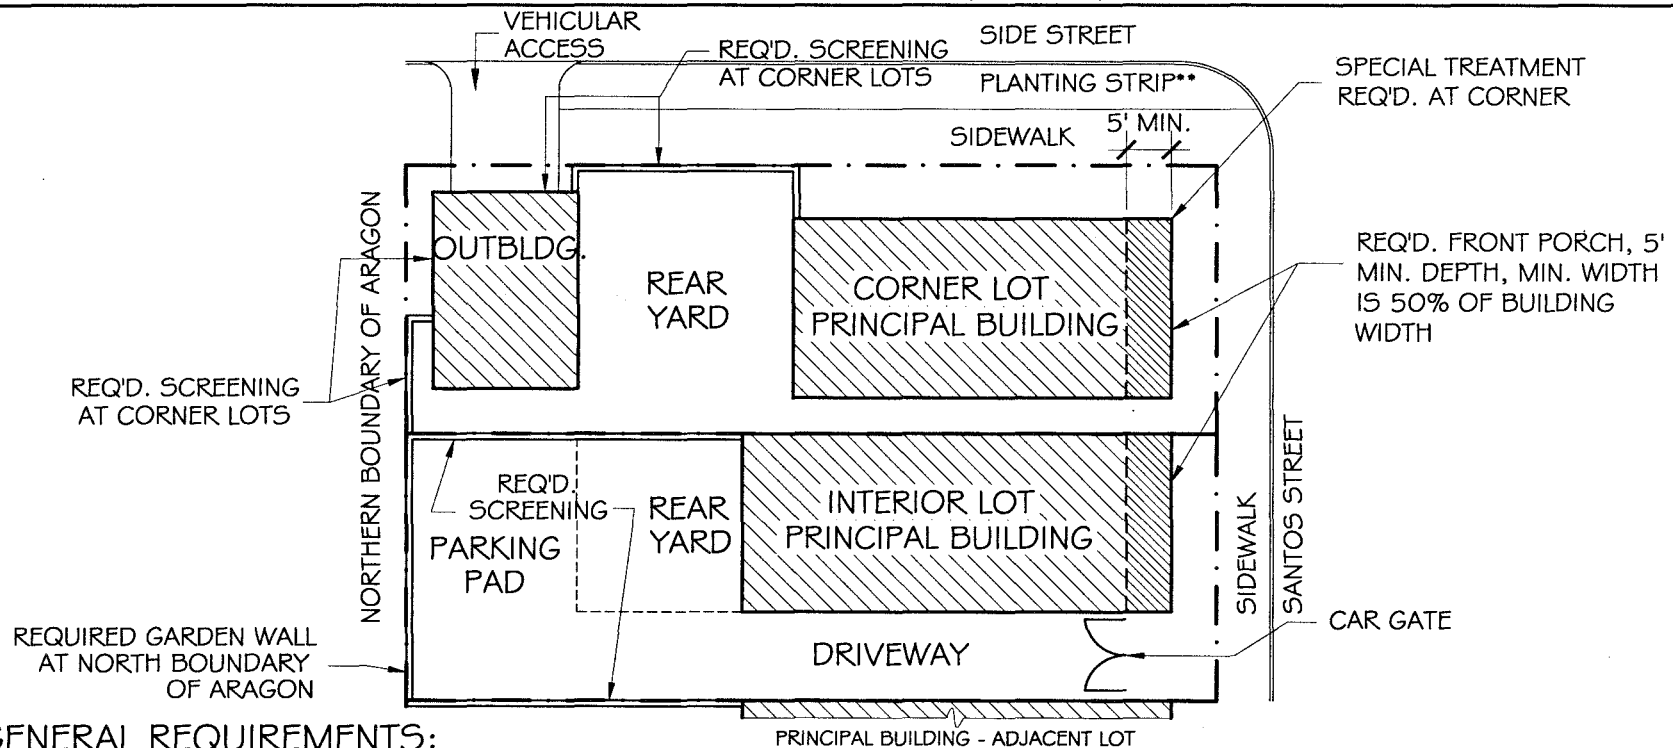 VEHICULAR
ACCESS
REQ'D. SCREENING
AT CORNER LOTS
SIDE STREET
PLANTING STRIP**
SPECIAL TREATMENT
REQ'D. AT CORNER
SIDEWALK
5' MIN.
NORTHERN BOUNDARY OF ARAGON
OUTBLDG.
REAR
YARD
CORNER LOT
PRINCIPAL BUILDING
REQ'D. FRONT PORCH, 5'
MIN. DEPTH, MIN. WIDTH
IS 50% OF BUILDING
WIDTH
REQ'D. SCREENING
AT CORNER LOTS
REQ'D.
SCREENING
PARKING
PAD
REAR
YARD
INTERIOR LOT
PRINCIPAL BUILDING
SIDEWALK
SANTOS STREET
REQUIRED GARDEN WALL
AT NORTH BOUNDARY
OF ARAGON
DRIVEWAY
CAR GATE
GENERAL REQUIREMENTS:
PRINCIPAL BUILDING - ADJACENT LOT